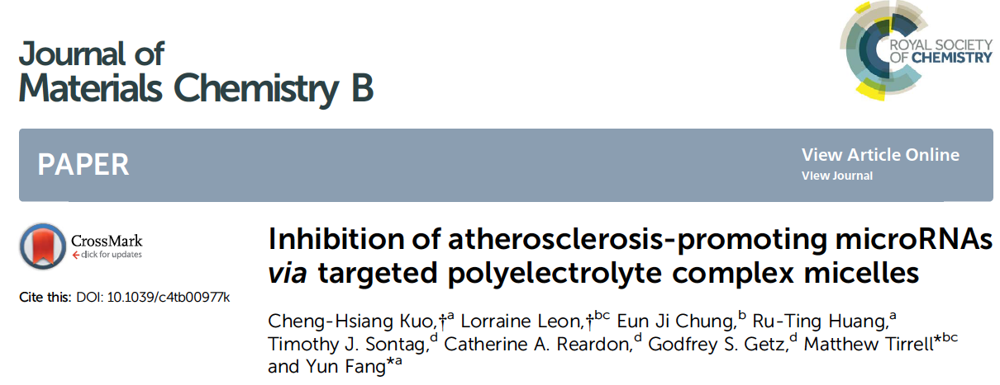 Journal of
Materials Chemistry B
ROYAL SOCIETY
OF CHEMISTRY
PAPER
View Article Online
View Journal
CrossMark
click for updates
Cite this: DOI: 10.1039/c4tb00977k
Inhibition of atherosclerosis-promoting microRNAs
via targeted polyelectrolyte complex micelles
Cheng-Hsiang Kuo,†a Lorraine Leon,†bc Eun Ji Chung,b Ru-Ting Huang,a
Timothy J. Sontag,d Catherine A. Reardon,d Godfrey S. Getz,d Matthew Tirrell*bc
and Yun Fang*a